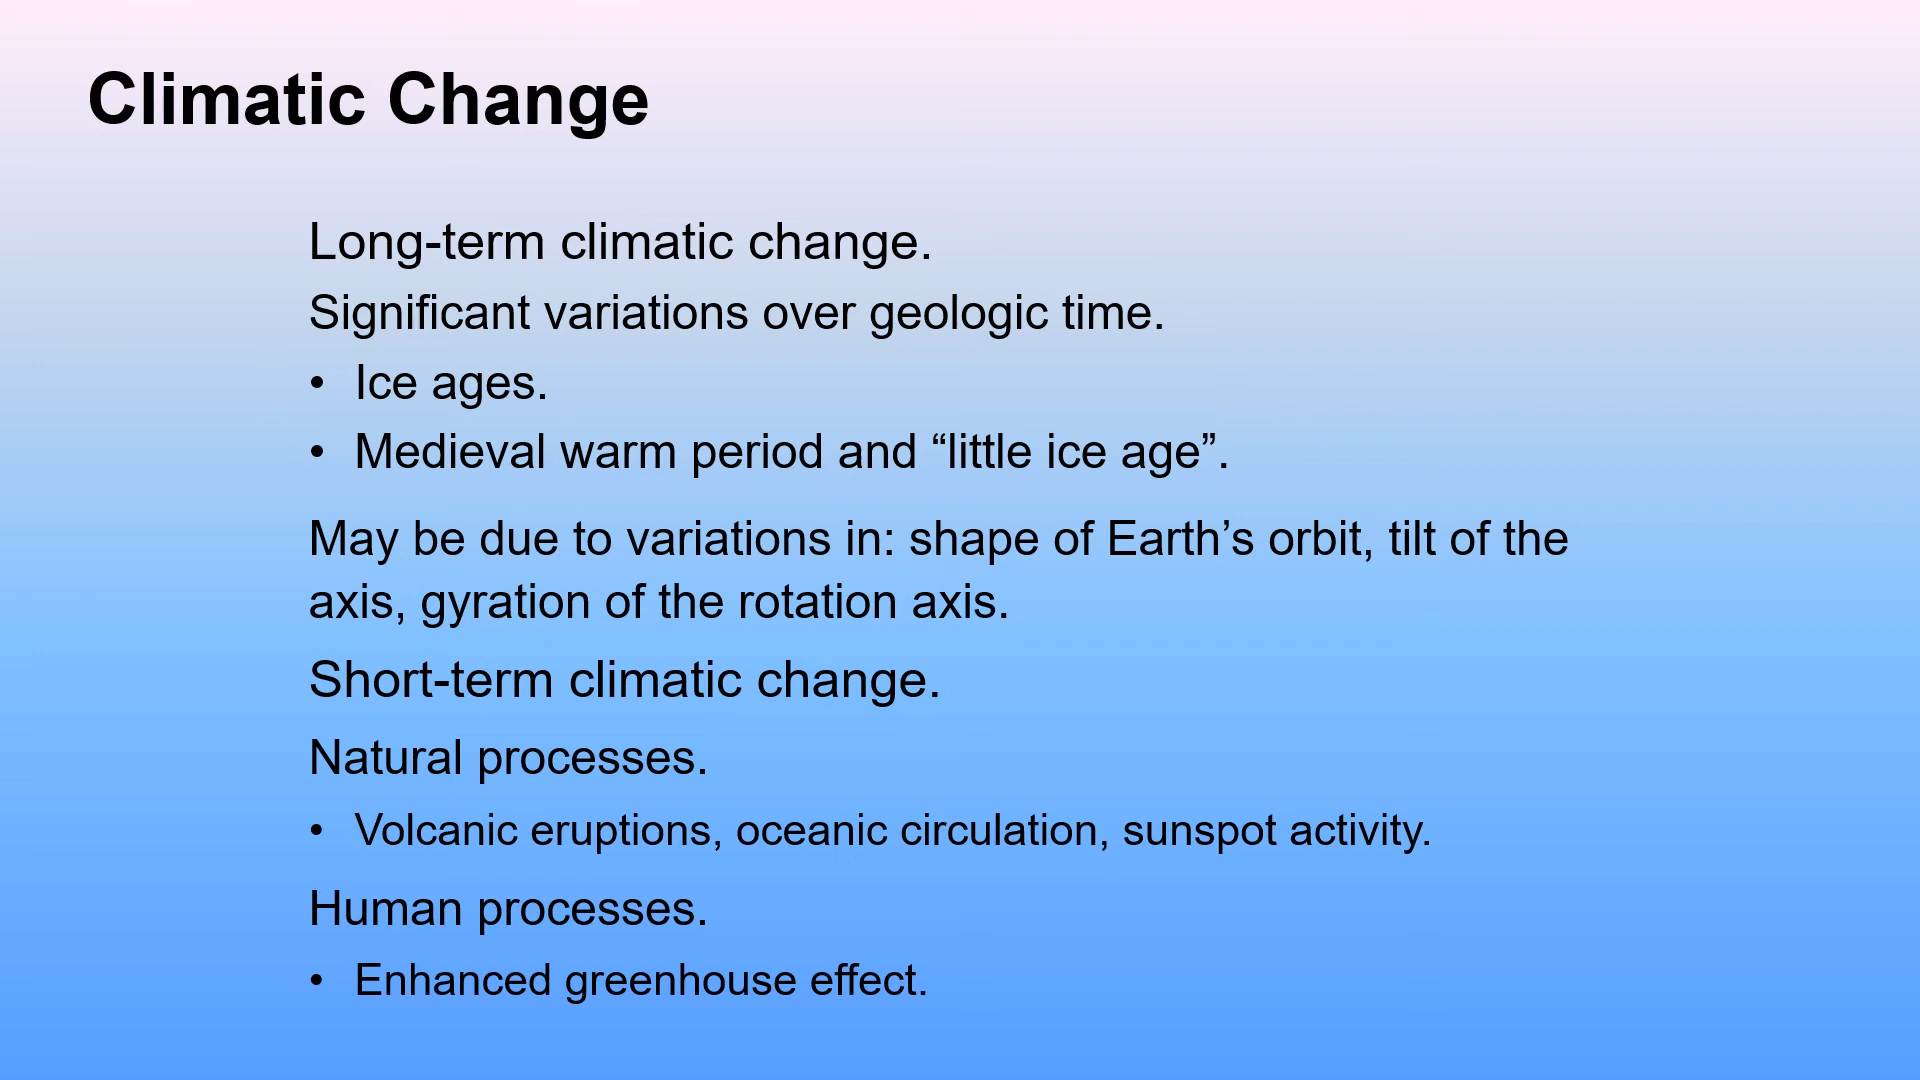 Climatic Change
Long-term climatic change.
Significant variations over geologic time.
• Ice ages.
• Medieval warm period and “little ice age”.
May be due to variations in: shape of Earth’s orbit, tilt of the
axis, gyration of the rotation axis.
Short-term climatic change.
Natural processes.
• Volcanic eruptions, oceanic circulation, sunspot activity.
Human processes.
• Enhanced greenhouse effect.